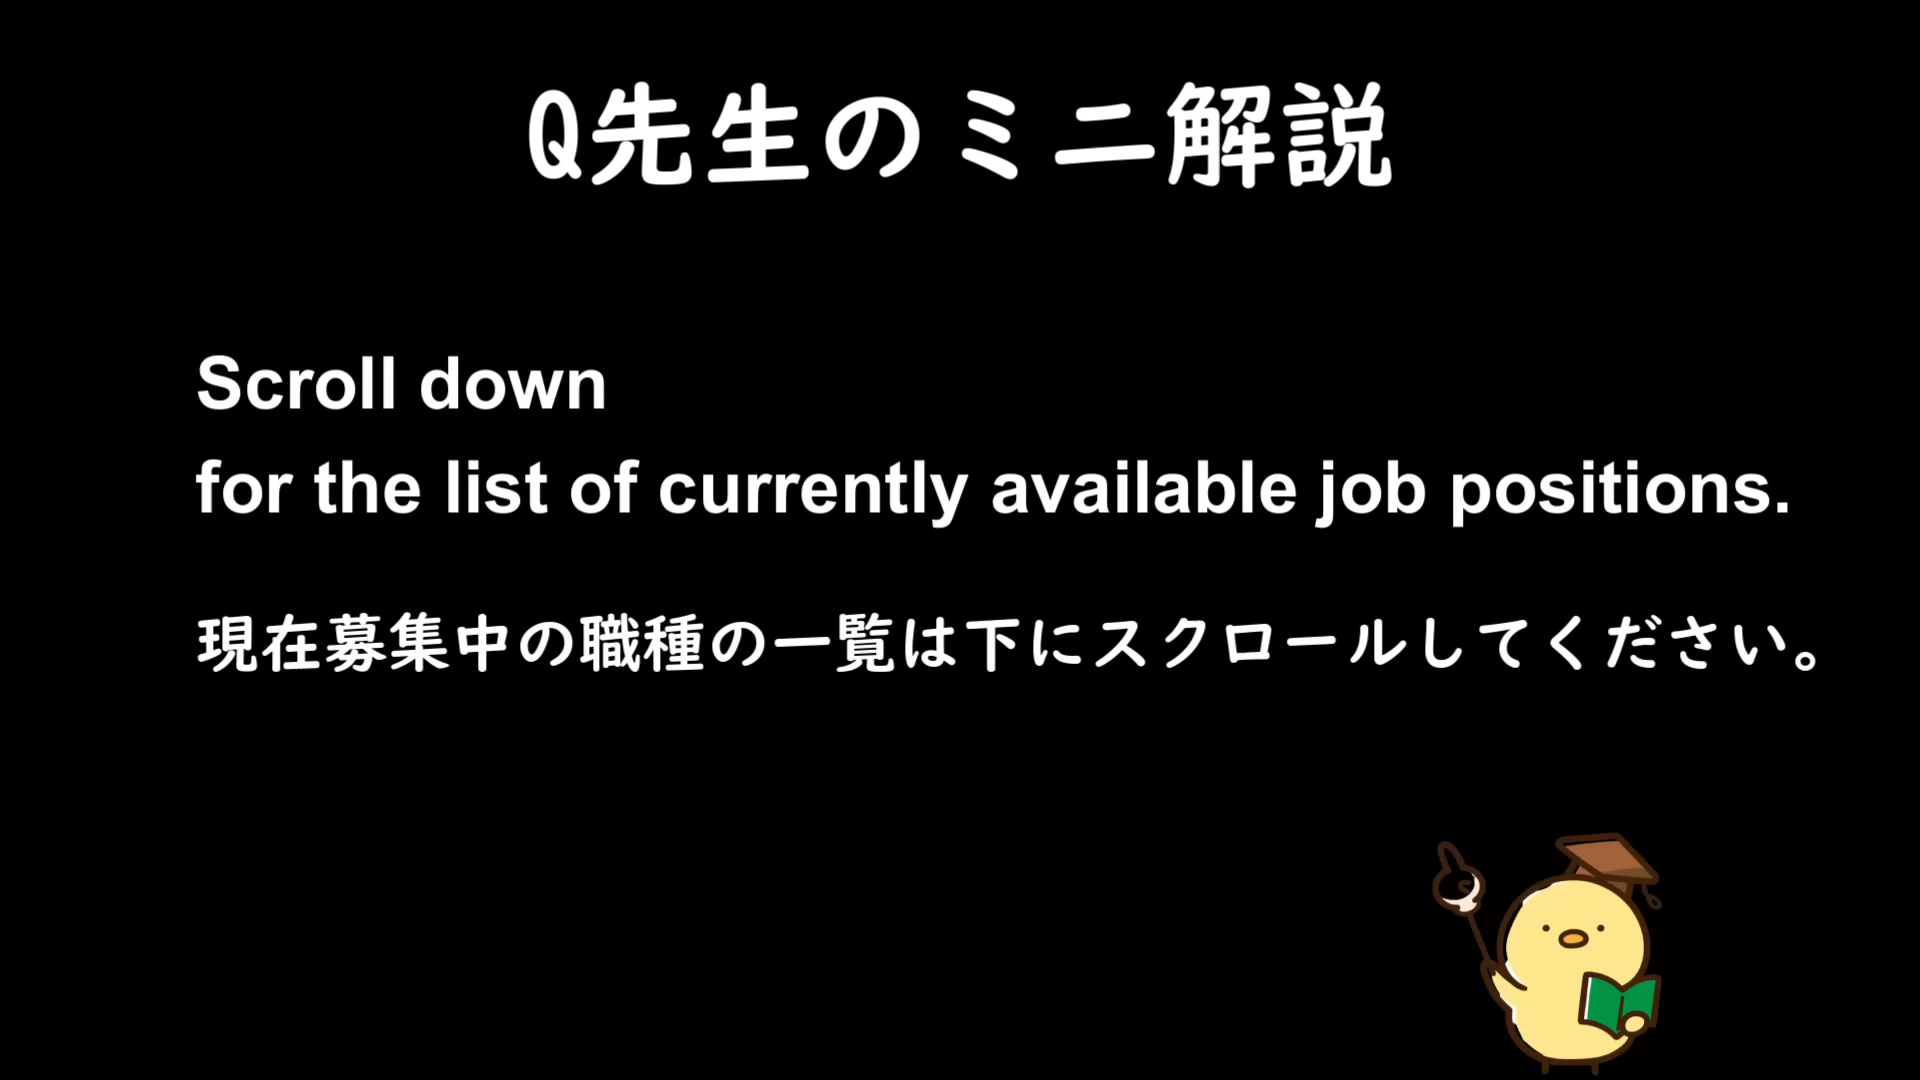 Q先生のミニ解説
Scroll down
for the list of currently available job positions.
現在募集中の職種の一覧は下にスクロールしてください。